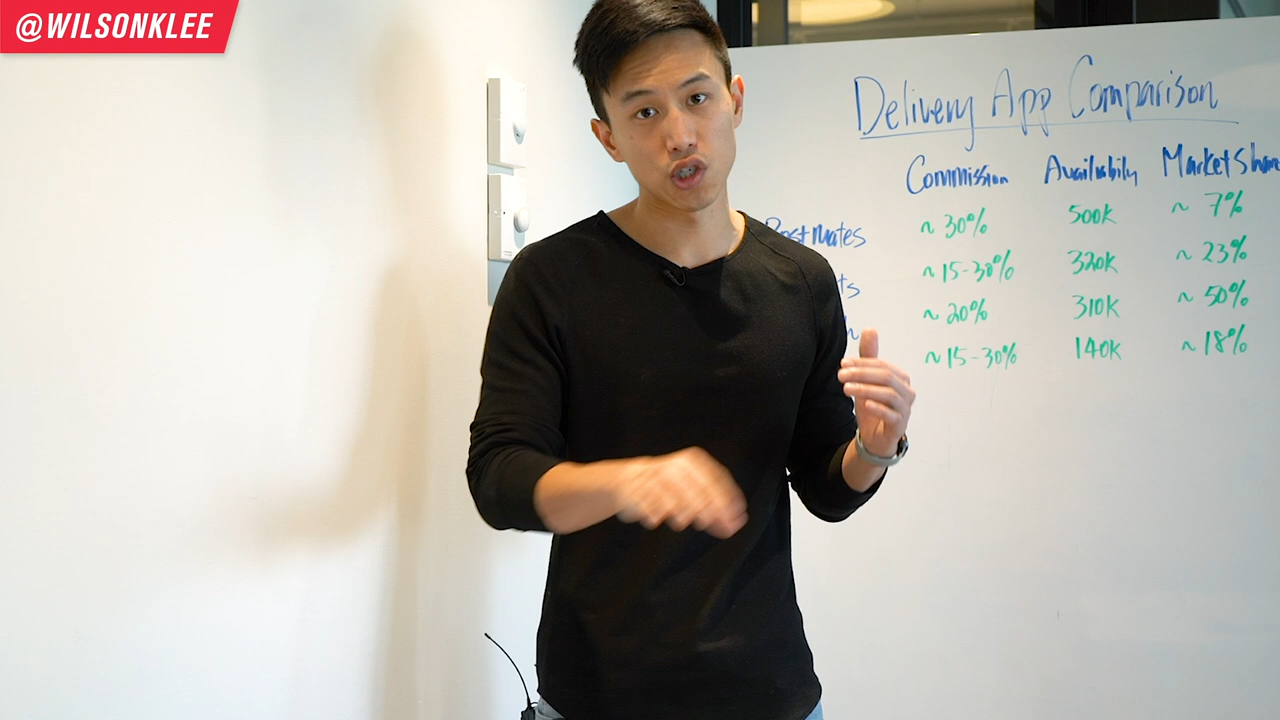 @WILSONKLEE
Delivery App Comparison
Commission Availability Market Share
PostMates ~ 30% 500K ~ 7%
ts ~15-30% 320K ~ 23%
~ 20% 310K ~ 50%
~15-30% 140K ~ 18%